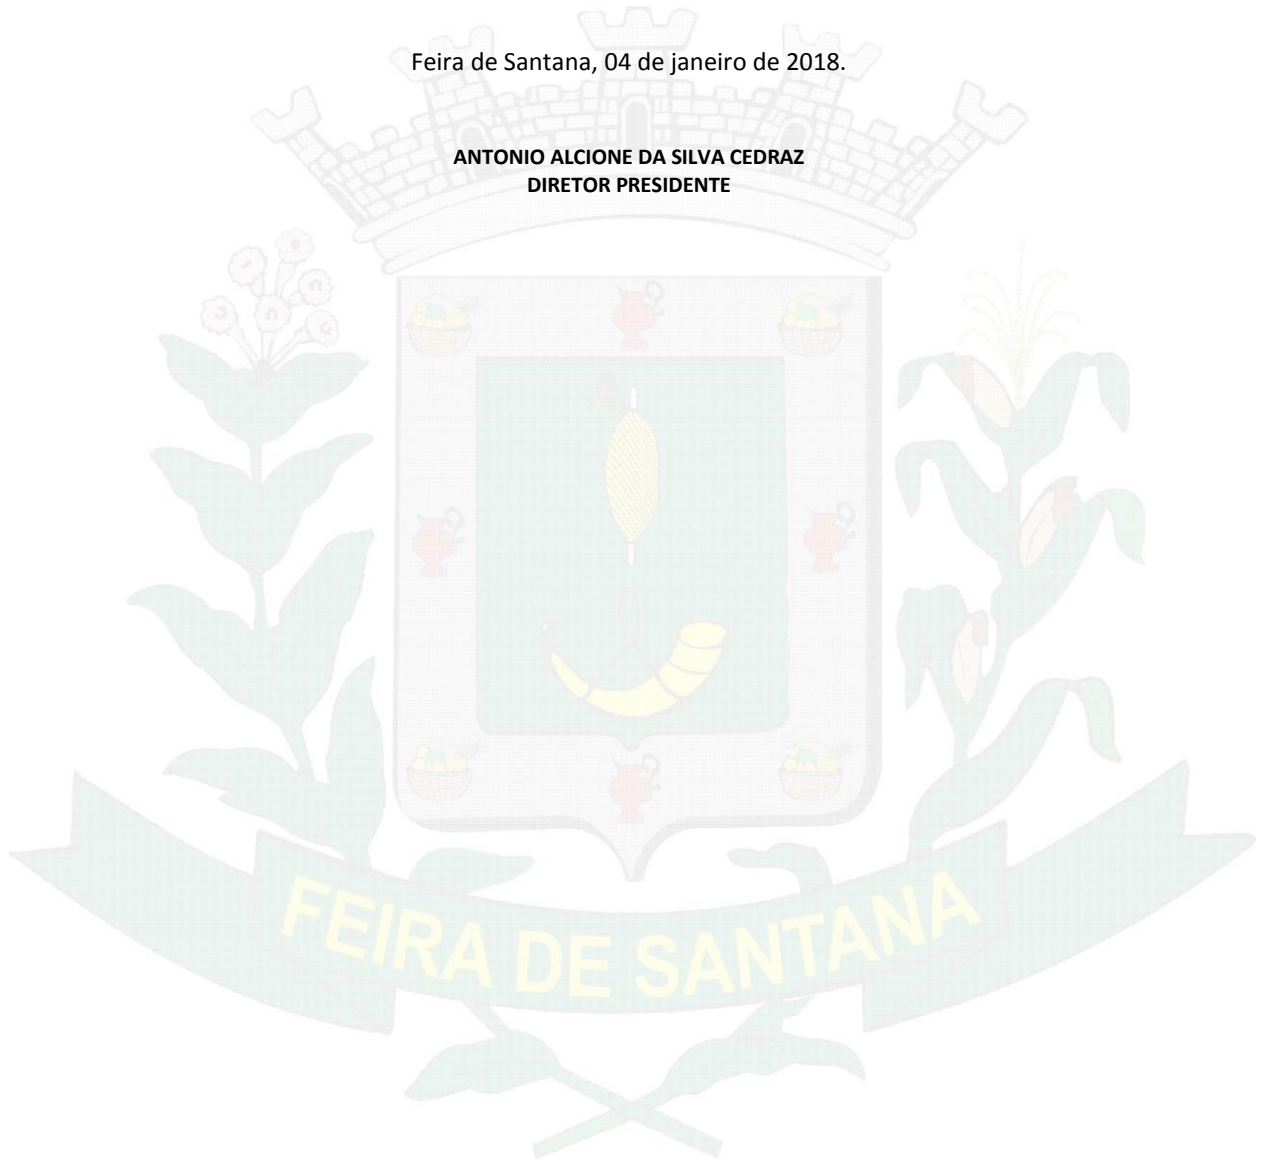 Feira de Santana, 04 de janeiro de 2018.
ANTONIO ALCIONE DA SILVA CEDRAZ
DIRETOR PRESIDENTE
FEIRA DE SANTANA